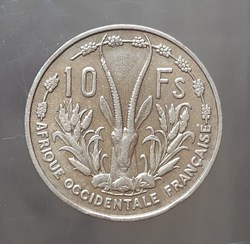 10 Fs
AFRIQUE OCCIDENTALE FRANÇAISE